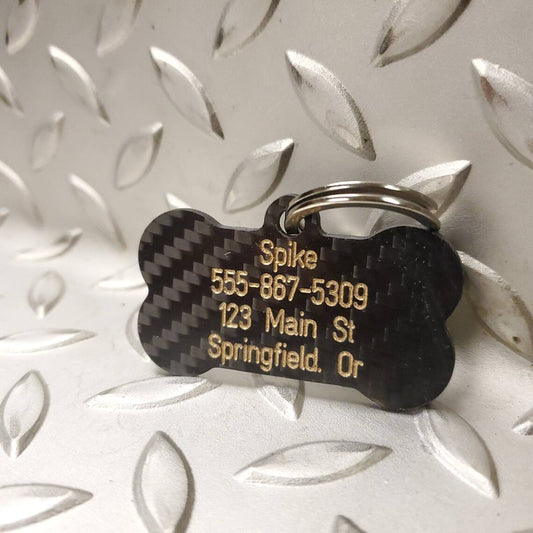 Spike
555-867-5309
123 Main St
Springfield. Or